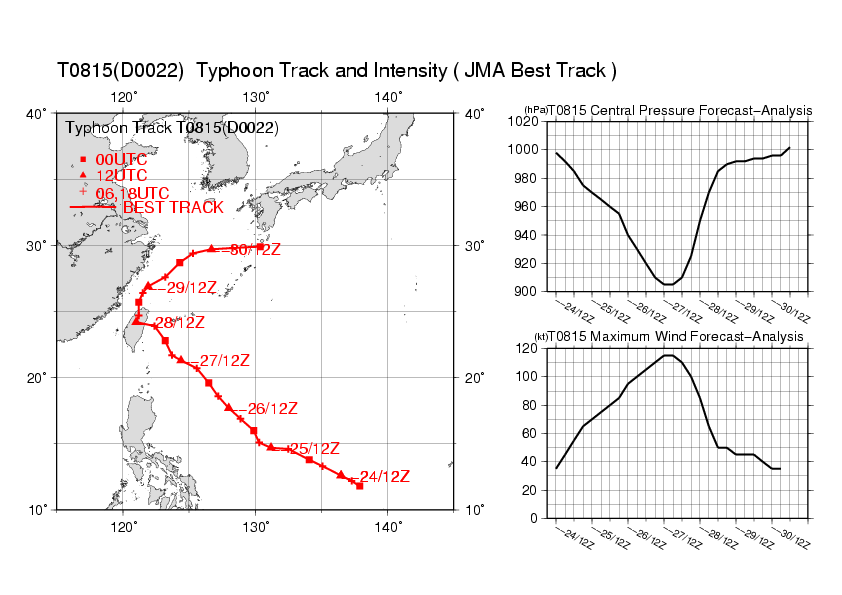 T0815(D0022)  Typhoon Track and Intensity ( JMA Best Track )
120° 130° 140°
40° 40°
Typhoon Track T0815(D0022)
00UTC
12UTC
06,18UTC
BEST TRACK
30° 30°
−−30/12Z
−−29/12Z
28/12Z
−27/12Z
20° 20°
−−26/12Z
25/12Z
−24/12Z
10° 10°
120° 130° 140°
(hPa)T0815 Central Pressure Forecast−Analysis
1020
1000
980
960
940
920
900
−−24/12Z −−25/12Z −−26/12Z −−27/12Z −−28/12Z −−29/12Z −−30/12Z
(kt)T0815 Maximum Wind Forecast−Analysis
120
100
80
60
40
20
0
−−24/12Z −−25/12Z −−26/12Z −−27/12Z −−28/12Z −−29/12Z −−30/12Z